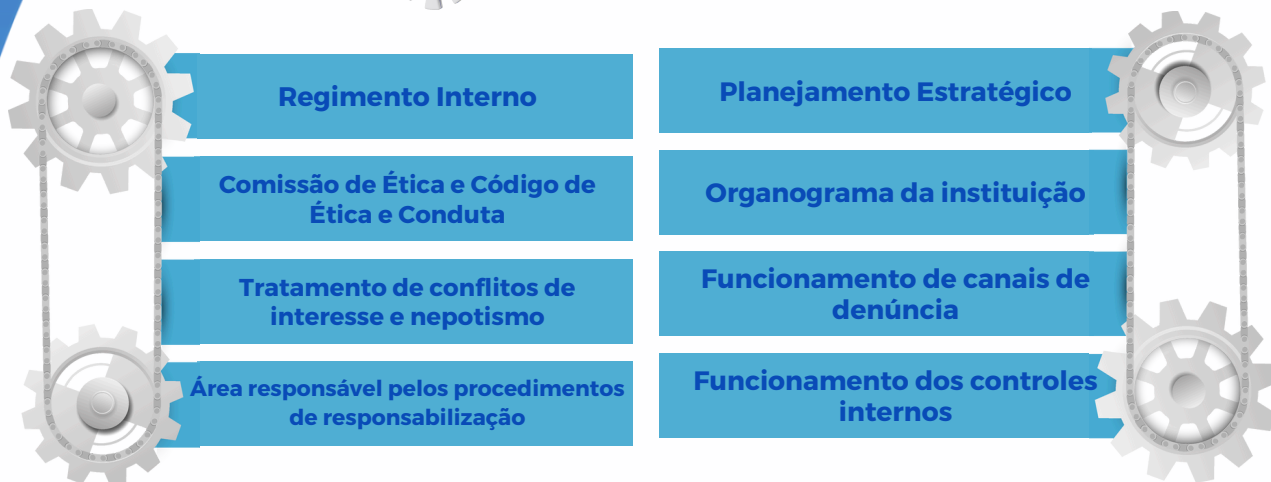 Regimento Interno
Comissão de Ética e Código de
Ética e Conduta
Tratamento de conflitos de
interesse e nepotismo
Área responsável pelos procedimentos
de responsabilização
Planejamento Estratégico
Organograma da instituição
Funcionamento de canais de
denúncia
Funcionamento dos controles
internos